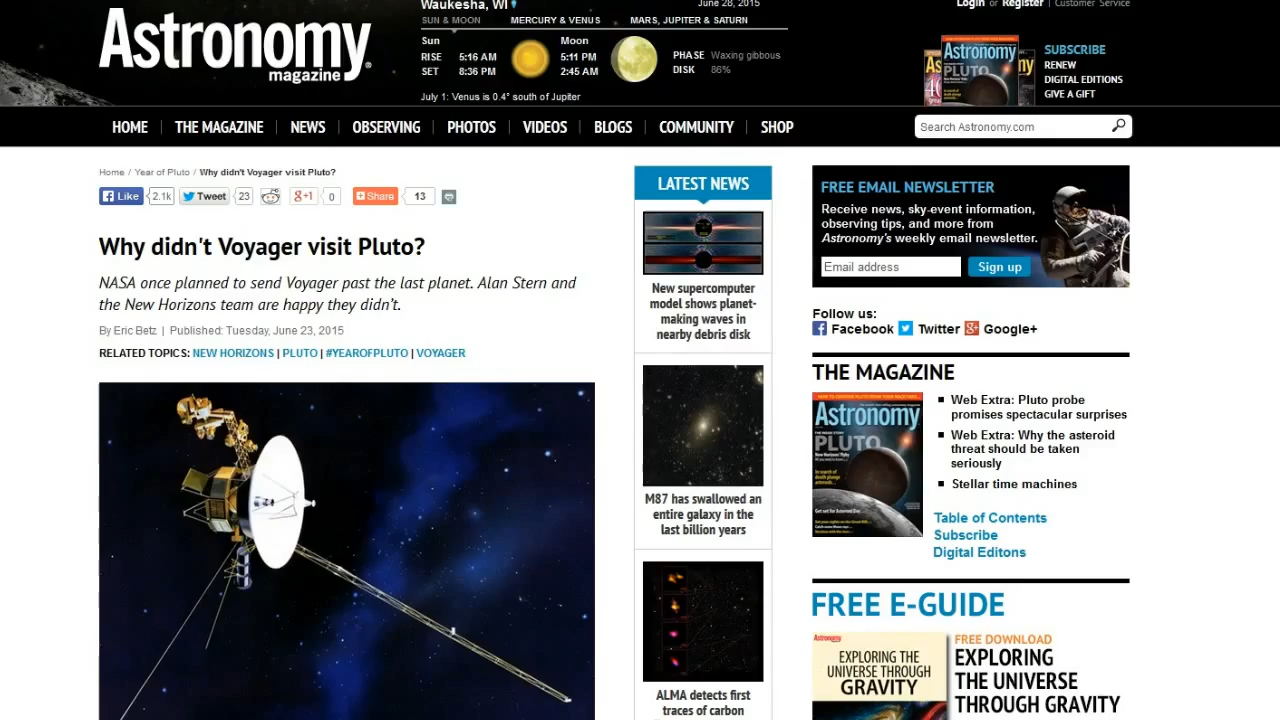 Astronomy
magazine
Waukesha, WI
June 28, 2015
SUN & MOON
MERCURY & VENUS
MARS, JUPITER & SATURN
Sun
RISE 5:16 AM
SET 8:36 PM
Moon
5:11 PM
2:45 AM
PHASE Waxing gibbous
DISK 86%
July 1: Venus is 0.4° south of Jupiter
Login or Register | Customer Service
Astronomy
PLUTO
SUBSCRIBE
RENEW
DIGITAL EDITIONS
GIVE A GIFT
HOME | THE MAGAZINE | NEWS | OBSERVING | PHOTOS | VIDEOS | BLOGS | COMMUNITY | SHOP
Search Astronomy.com
Home / Year of Pluto / Why didn't Voyager visit Pluto?
Like 2.1k Tweet 23 g+1 0 Share 13
Why didn't Voyager visit Pluto?
NASA once planned to send Voyager past the last planet. Alan Stern and
the New Horizons team are happy they didn't.
By Eric Betz | Published: Tuesday, June 23, 2015
RELATED TOPICS: NEW HORIZONS | PLUTO | #YEAROFPLUTO | VOYAGER
LATEST NEWS
New supercomputer
model shows planet-
making waves in
nearby debris disk
M87 has swallowed an
entire galaxy in the
last billion years
ALMA detects first
traces of carbon
FREE EMAIL NEWSLETTER
Receive news, sky-event information,
observing tips, and more from
Astronomy's weekly email newsletter.
Email address
Sign up
Follow us:
Facebook Twitter Google+
THE MAGAZINE
Astronomy
PLUTO
Web Extra: Pluto probe
promises spectacular surprises
Web Extra: Why the asteroid
threat should be taken
seriously
Stellar time machines
Table of Contents
Subscribe
Digital Editons
FREE E-GUIDE
Astronomy
EXPLORING THE
UNIVERSE THROUGH
GRAVITY
FREE DOWNLOAD
EXPLORING
THE UNIVERSE
THROUGH GRAVITY